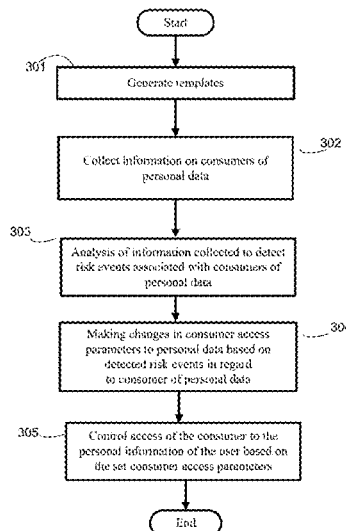 Start
301
Generate templates
302
Collect information on consumers of
personal data
303
Analysis of information collected to detect
risk events associated with consumers of
personal data
304
Making changes in consumer access
parameters to personal data based on
detected risk events in regard
to consumer of personal data
305
Control access of the consumer to the
personal information of the user based on
the set consumer access parameters
End